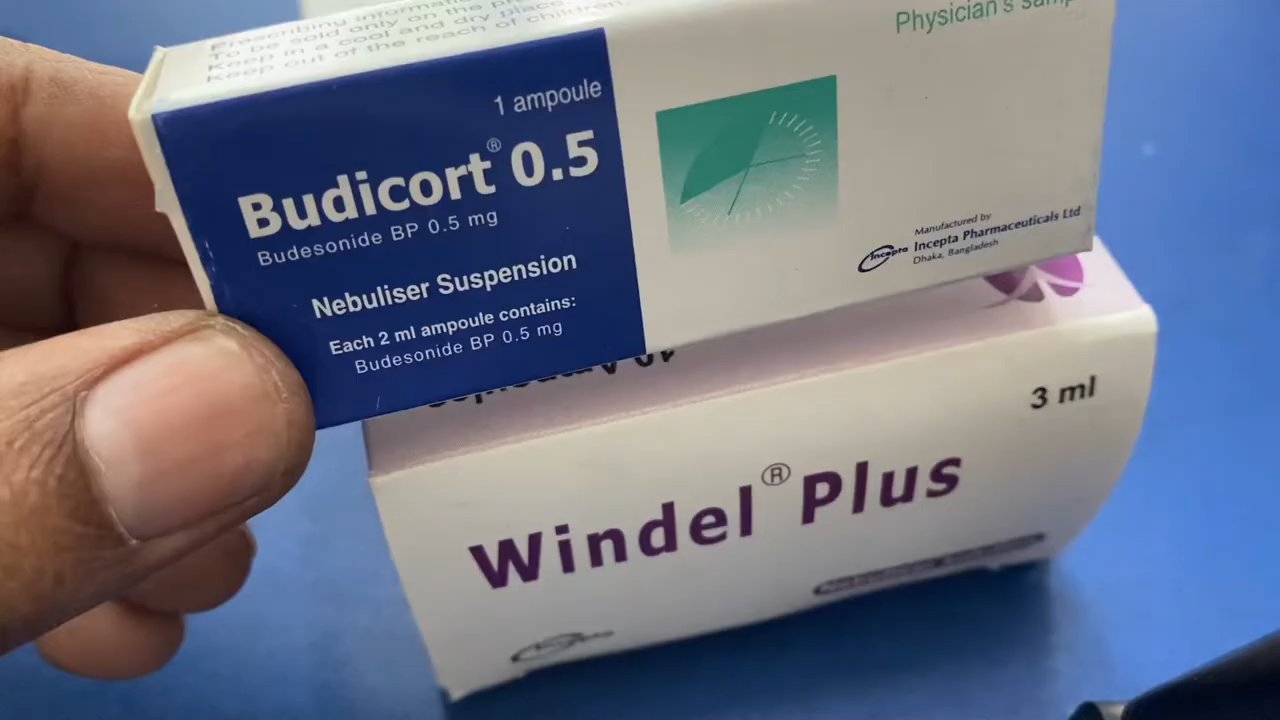 Prescribing information
To be sold only on the
Keep in a cool and dry place
Keep out of the reach of children.
1 ampoule
Budicort® 0.5
Budesonide BP 0.5 mg
Nebuliser Suspension
Each 2 ml ampoule contains:
Budesonide BP 0.5 mg
Physician's
Manufactured by
Incepta Incepta Pharmaceuticals Ltd
Dhaka, Bangladesh
3 ml
Windel® Plus